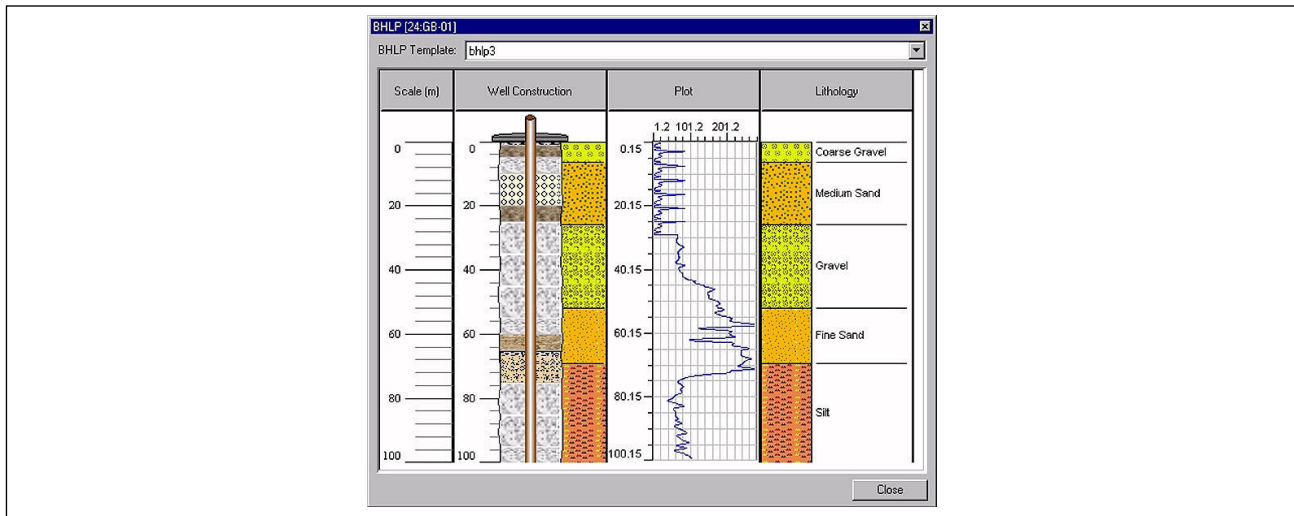 BHLP [24:GB-01]
BHLP Template: bhlp3
Scale (m) Well Construction Plot Lithology
1.2 101.2 201.2
0 0 0.15 Coarse Gravel
Medium Sand
20 20 20.15
Gravel
40 40 40.15
60 60 60.15 Fine Sand
80 80 80.15
Silt
100 100 100.15
Close